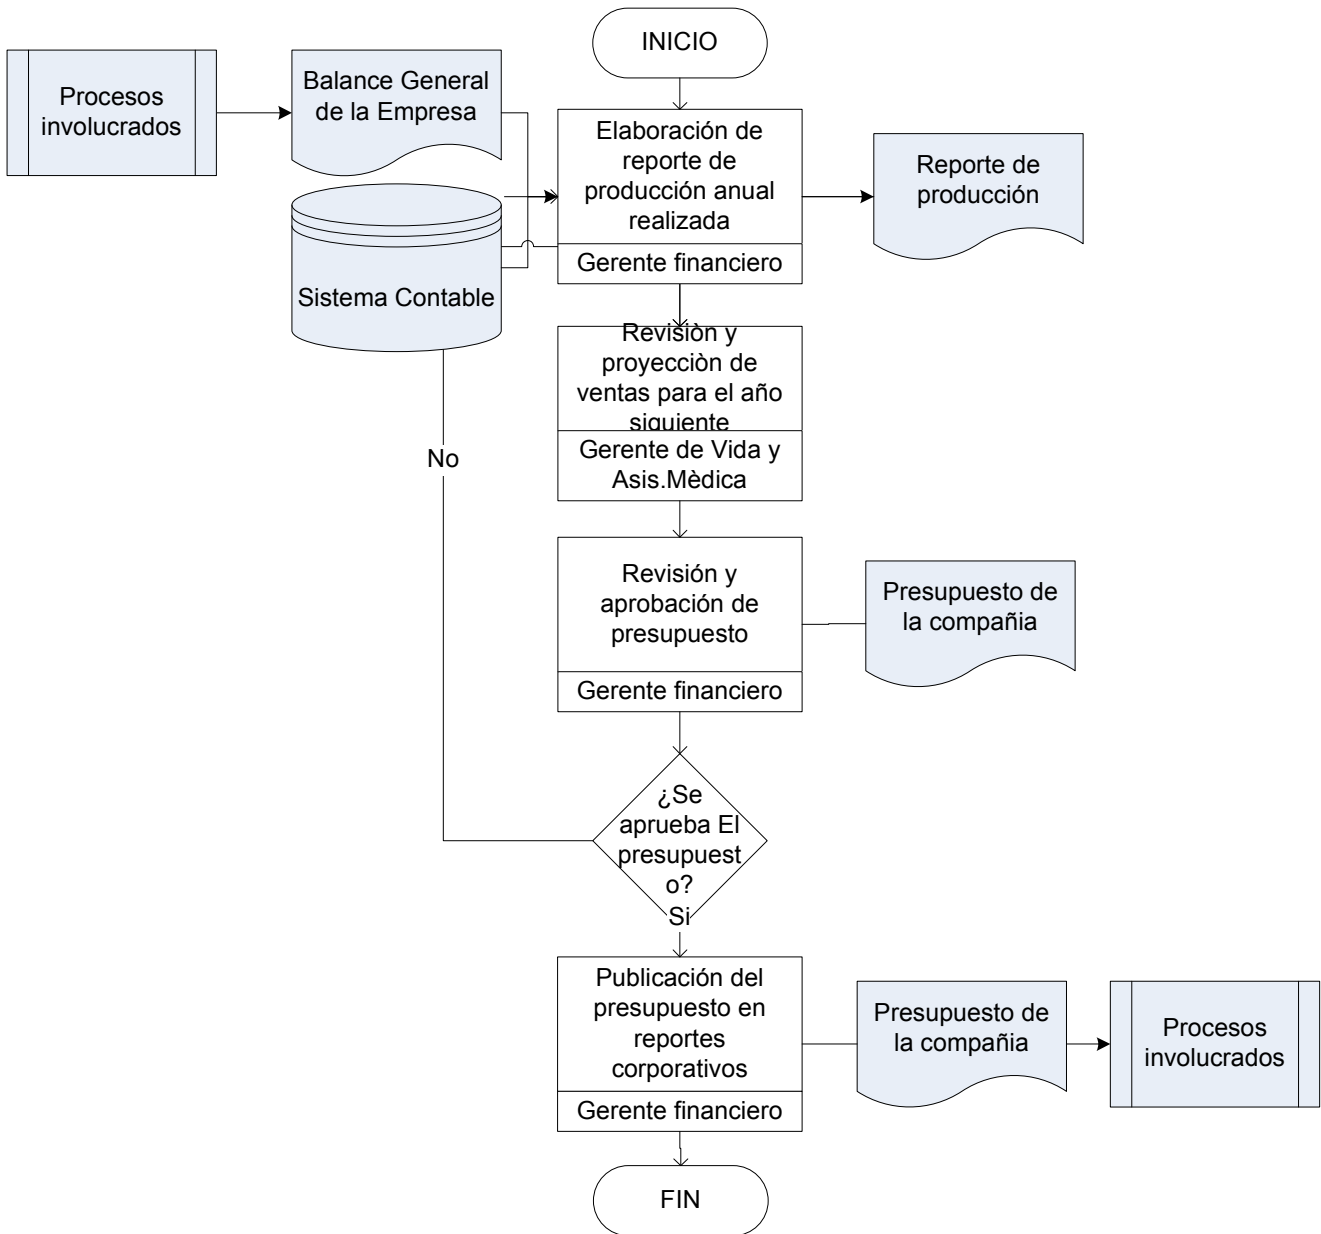 INICIO
Procesos
involucrados
Balance General
de la Empresa
Elaboración de
reporte de
producción anual
realizada
Gerente financiero
Reporte de
producción
Sistema Contable
Revisiòn y
proyecciòn de
ventas para el año
siguiente
Gerente de Vida y
Asis.Mèdica
No
Revisión y
aprobación de
presupuesto
Gerente financiero
Presupuesto de
la compañia
¿Se
aprueba El
presupuest
o?
Si
Publicación del
presupuesto en
reportes
corporativos
Gerente financiero
Presupuesto de
la compañia
Procesos
involucrados
FIN